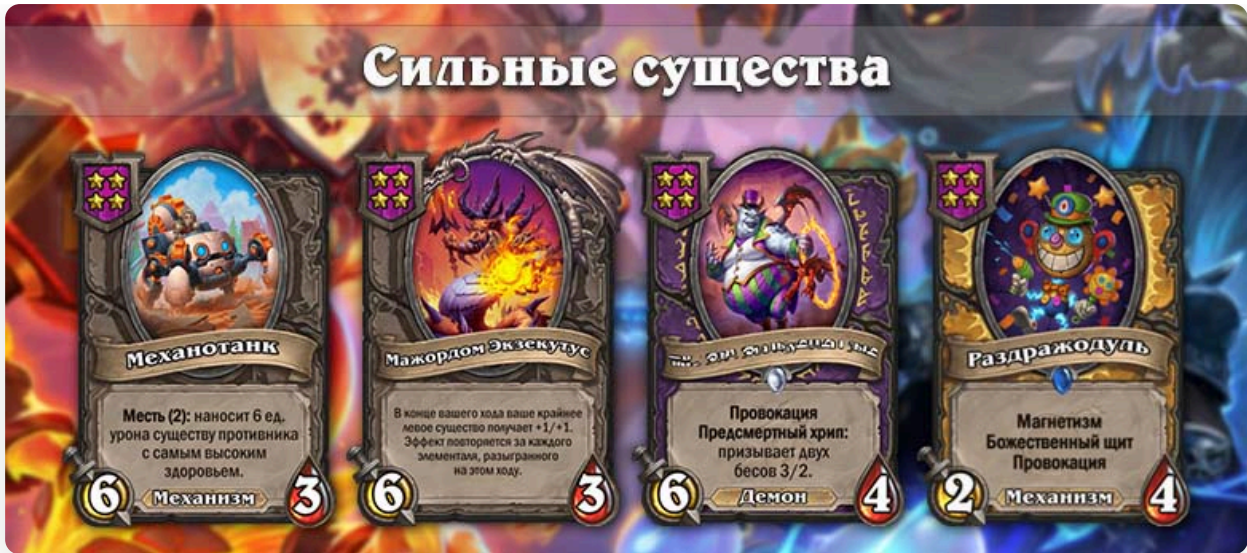 Сильные существа
Механотанк
Месть (2): наносит 6 ед.
урона существу противника
с самым высоким
здоровьем.
6
Механизм
3
Мажордом Экзекутус
В конце вашего хода ваше крайнее
левое существо получает +1/+1.
Эффект повторяется за каждого
элементаля, разыгранного
на этом ходу.
6
3
Провокация
Предсмертный хрип:
призывает двух
бесов 3/2.
6
Демон
4
Раздражодуль
Магнетизм
Божественный щит
Провокация
2
Механизм
4